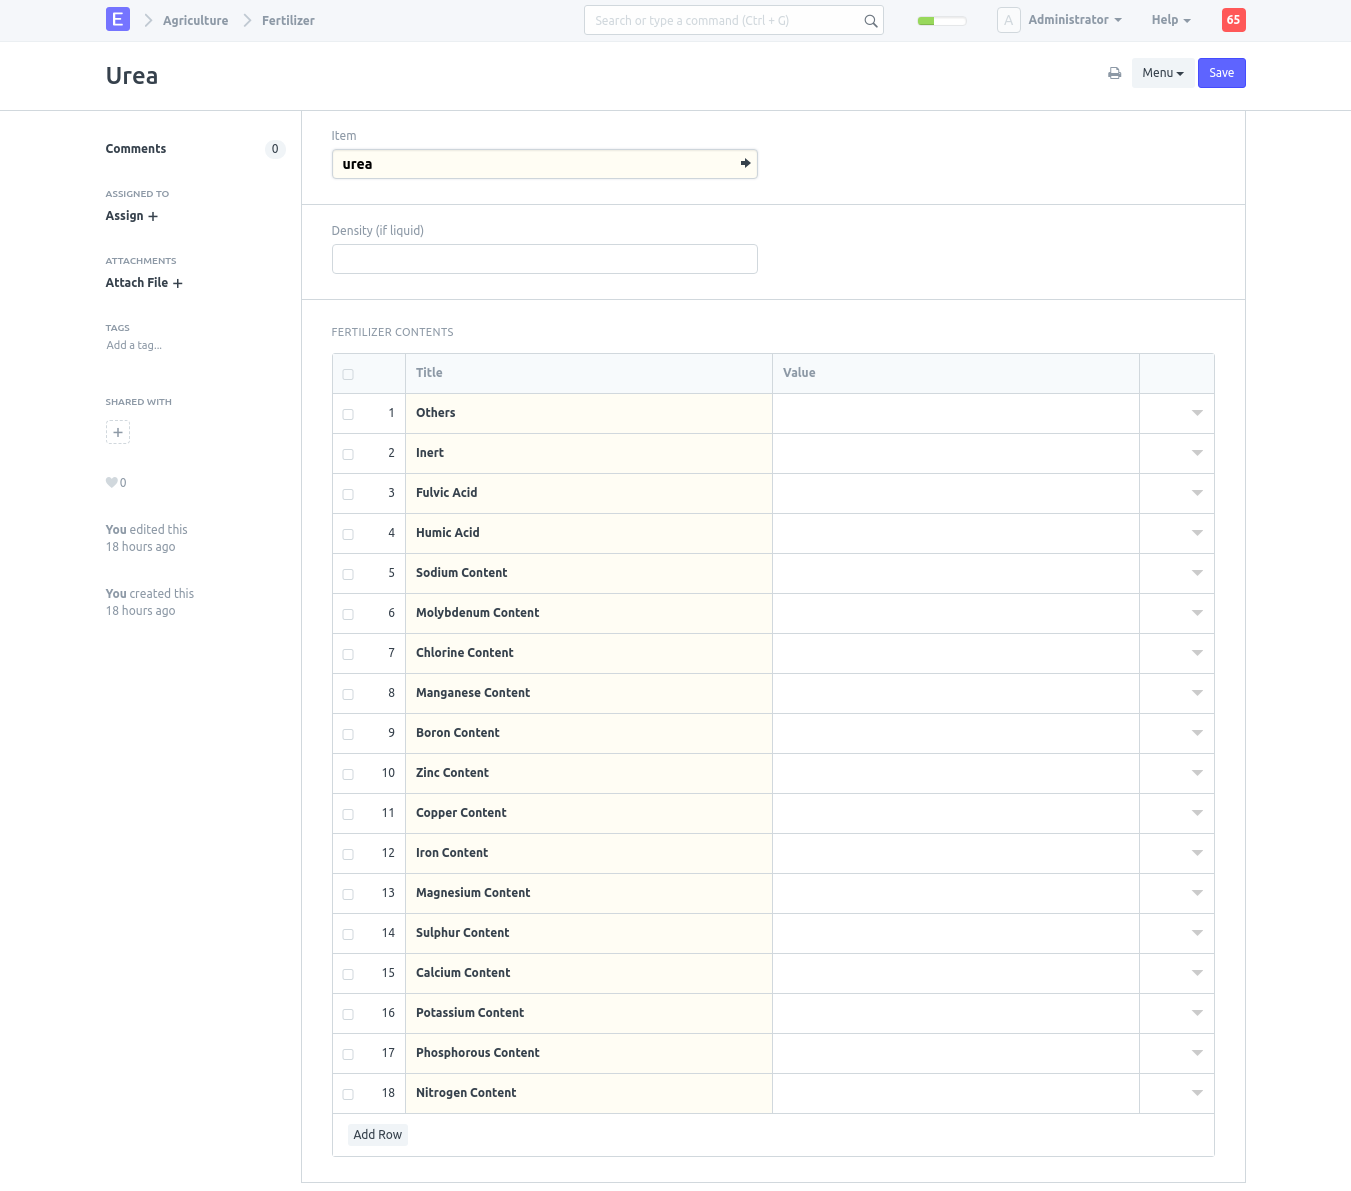 E Agriculture Fertilizer Search or type a command (Ctrl + G) A Administrator Help 65
Urea Menu Save
Comments 0
ASSIGNED TO
Assign +
ATTACHMENTS
Attach File +
TAGS
Add a tag...
SHARED WITH
+
0
You edited this
18 hours ago
You created this
18 hours ago
Item
urea
Density (if liquid)
FERTILIZER CONTENTS
Title Value
1 Others
2 Inert
3 Fulvic Acid
4 Humic Acid
5 Sodium Content
6 Molybdenum Content
7 Chlorine Content
8 Manganese Content
9 Boron Content
10 Zinc Content
11 Copper Content
12 Iron Content
13 Magnesium Content
14 Sulphur Content
15 Calcium Content
16 Potassium Content
17 Phosphorous Content
18 Nitrogen Content
Add Row